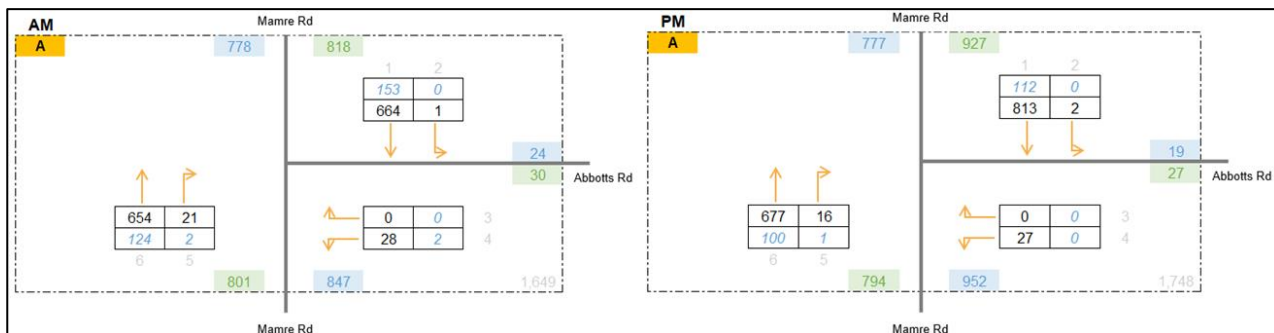 AM
Mamre Rd
A
778
818
1 2
153 0
664 1
24
30
Abbotts Rd
654 21
124 2
6 5
0 0 3
28 2 4
801
847
1,649
Mamre Rd
PM
Mamre Rd
A
777
927
1 2
112 0
813 2
19
27
Abbotts Rd
677 16
100 1
6 5
0 0 3
27 0 4
794
952
1,748
Mamre Rd